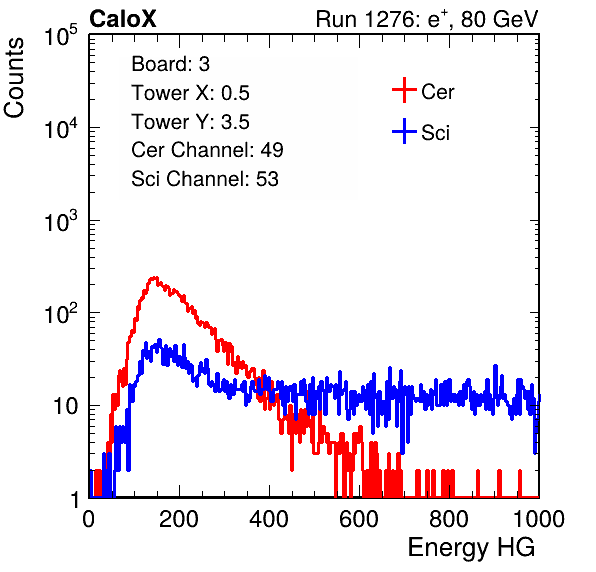 CaloX Run 1276: e⁺, 80 GeV
Counts
10⁵
10⁴
10³
10²
10
1
Board: 3
Tower X: 0.5
Tower Y: 3.5
Cer Channel: 49
Sci Channel: 53
Cer
Sci
0 200 400 600 800 1000
Energy HG